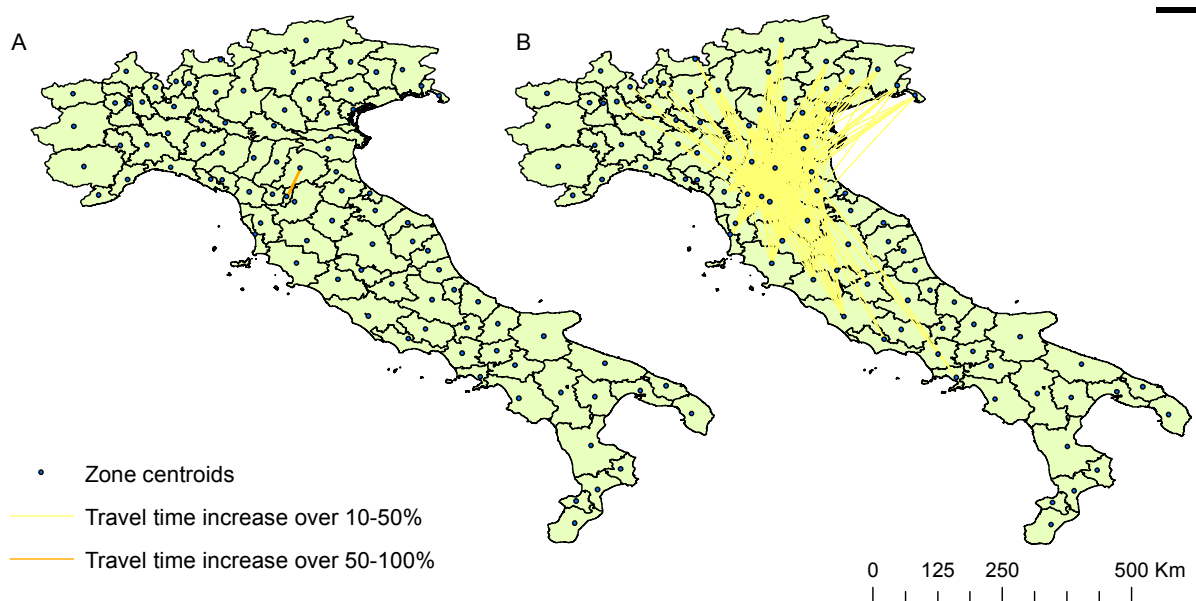 A
B
Zone centroids
Travel time increase over 10-50%
Travel time increase over 50-100%
0 125 250 500 Km